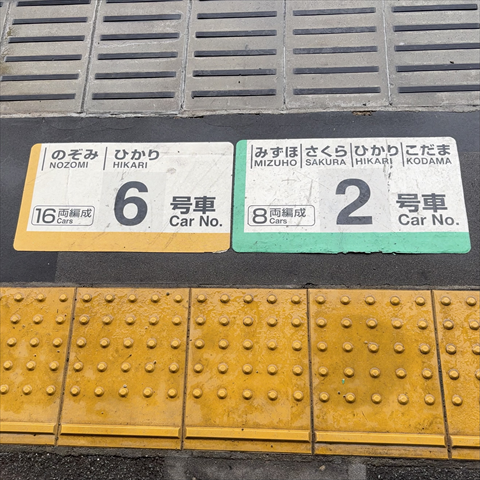 のぞみ ひかり
NOZOMI HIKARI
16両編成 6 号車
Cars Car No.
みずほ さくら ひかり こだま
MIZUHO SAKURA HIKARI KODAMA
8両編成 2 号車
Cars Car No.